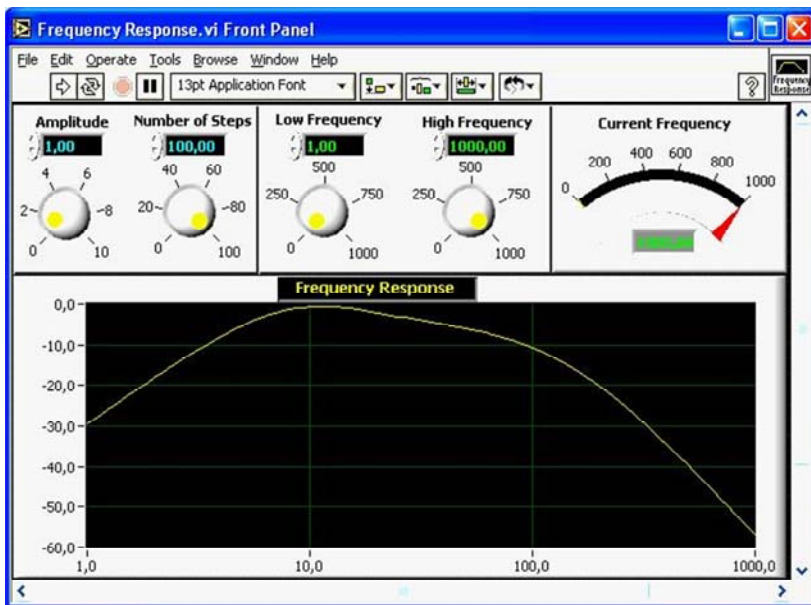 Frequency Response.vi Front Panel
File Edit Operate Tools Browse Window Help
13pt Application Font
?
Frequency
Response
Amplitude
1,00
0 2 4 6 8 10
Number of Steps
100,00
0 20 40 60 80 100
Low Frequency
1,00
0 250 500 750 1000
High Frequency
1000,00
0 250 500 750 1000
Current Frequency
0 200 400 600 800 1000
Frequency Response
0,0
-10,0
-20,0
-30,0
-40,0
-50,0
-60,0
1,0 10,0 100,0 1000,0